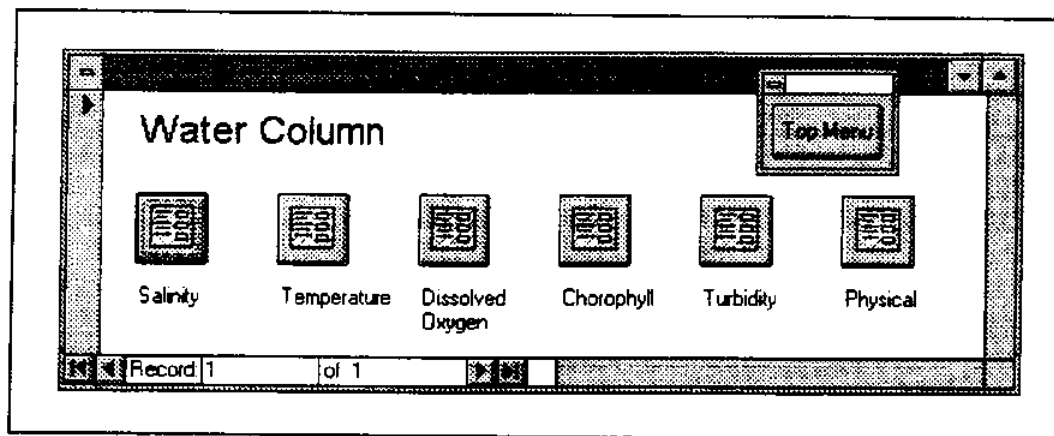 Top Menu
Water Column
Salinity Temperature Dissolved Oxygen Chorophyll Turbidity Physical
Record: 1 of 1